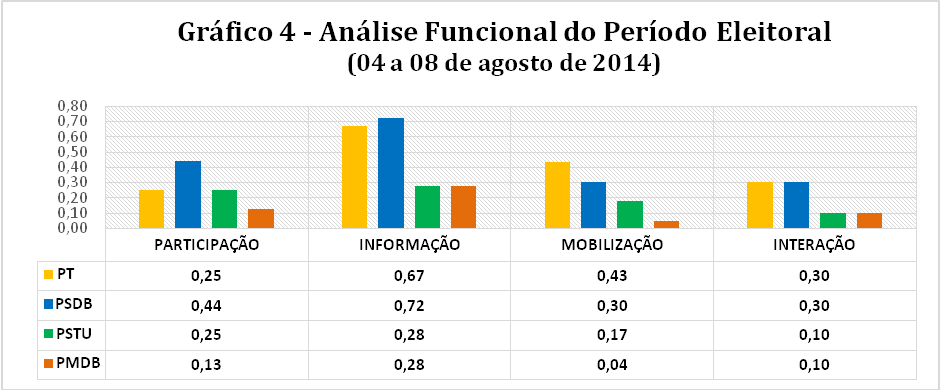 Gráfico 4 - Análise Funcional do Período Eleitoral
(04 a 08 de agosto de 2014)
0,80
0,70
0,60
0,50
0,40
0,30
0,20
0,10
0,00
PARTICIPAÇÃO INFORMAÇÃO MOBILIZAÇÃO INTERAÇÃO
PT 0,25 0,67 0,43 0,30
PSDB 0,44 0,72 0,30 0,30
PSTU 0,25 0,28 0,17 0,10
PMDB 0,13 0,28 0,04 0,10